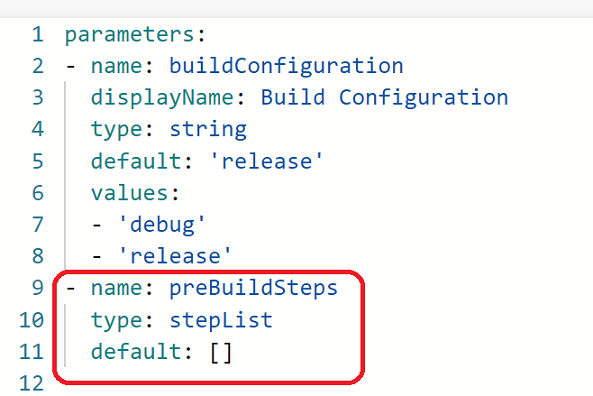 1 parameters:
2 - name: buildConfiguration
3   displayName: Build Configuration
4   type: string
5   default: 'release'
6   values:
7   - 'debug'
8   - 'release'
9 - name: preBuildSteps
10   type: stepList
11   default: []
12